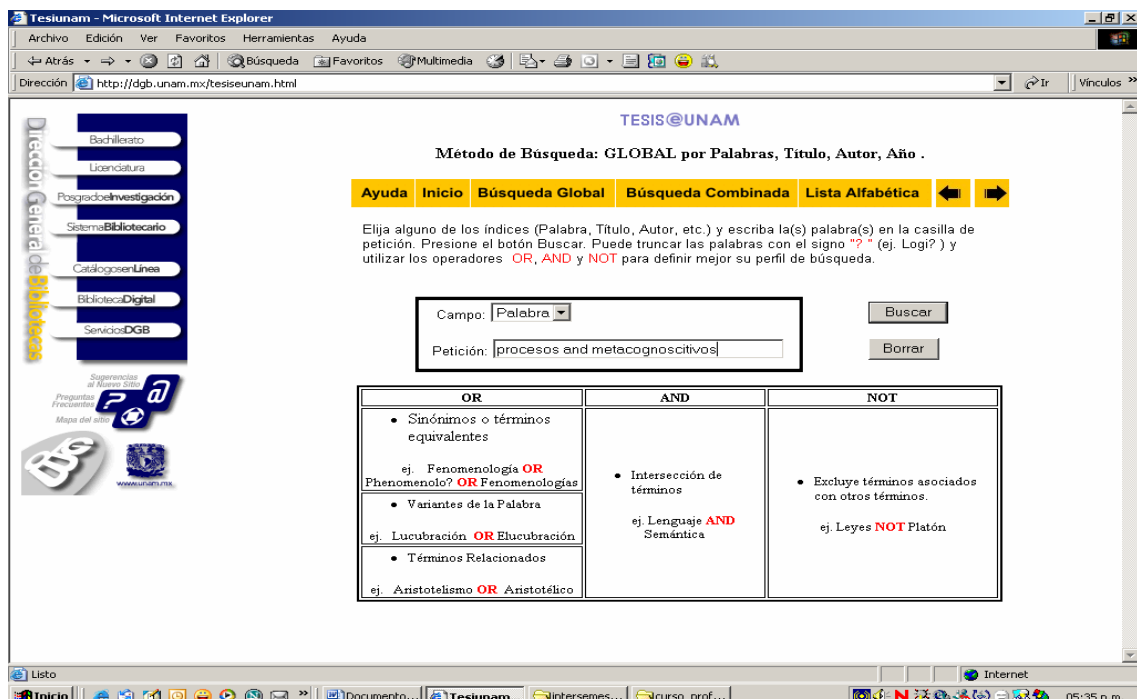 Tesiunam - Microsoft Internet Explorer
Archivo Edición Ver Favoritos Herramientas Ayuda
Atrás Búsqueda Favoritos Multimedia
Dirección http://dgb.unam.mx/tesiseunam.html Ir Vínculos »
Dirección General de Bibliotecas
Bachillerato
Licenciatura
PosgradoeInvestigación
SistemaBibliotecario
CatálogosenLínea
BibliotecaDigital
ServiciosDGB
Sugerencias
al Nuevo Sitio
Preguntas
Frecuentes
Mapa del sitio
www.unam.mx
TESIS@UNAM
Método de Búsqueda: GLOBAL por Palabras, Título, Autor, Año .
Ayuda Inicio Búsqueda Global Búsqueda Combinada Lista Alfabética
Elija alguno de los índices (Palabra, Título, Autor, etc.) y escriba la(s) palabra(s) en la casilla de
petición. Presione el botón Buscar. Puede truncar las palabras con el signo "? " (ej. Logi? ) y
utilizar los operadores OR, AND y NOT para definir mejor su perfil de búsqueda.
Campo: Palabra
Buscar
Petición: procesos and metacognoscitivos
Borrar
OR AND NOT
• Sinónimos o términos
equivalentes
ej. Fenomenología OR
Phenomenolo? OR Fenomenologías
• Variantes de la Palabra
ej. Lucubración OR Elucubración
• Términos Relacionados
ej. Aristotelismo OR Aristotélico
• Intersección de
términos
ej. Lenguaje AND
Semántica
• Excluye términos asociados
con otros términos.
ej. Leyes NOT Platón
Listo Internet
Inicio » Documento... Tesiunam ... intersemes... curso_prof... 05:35 p.m.